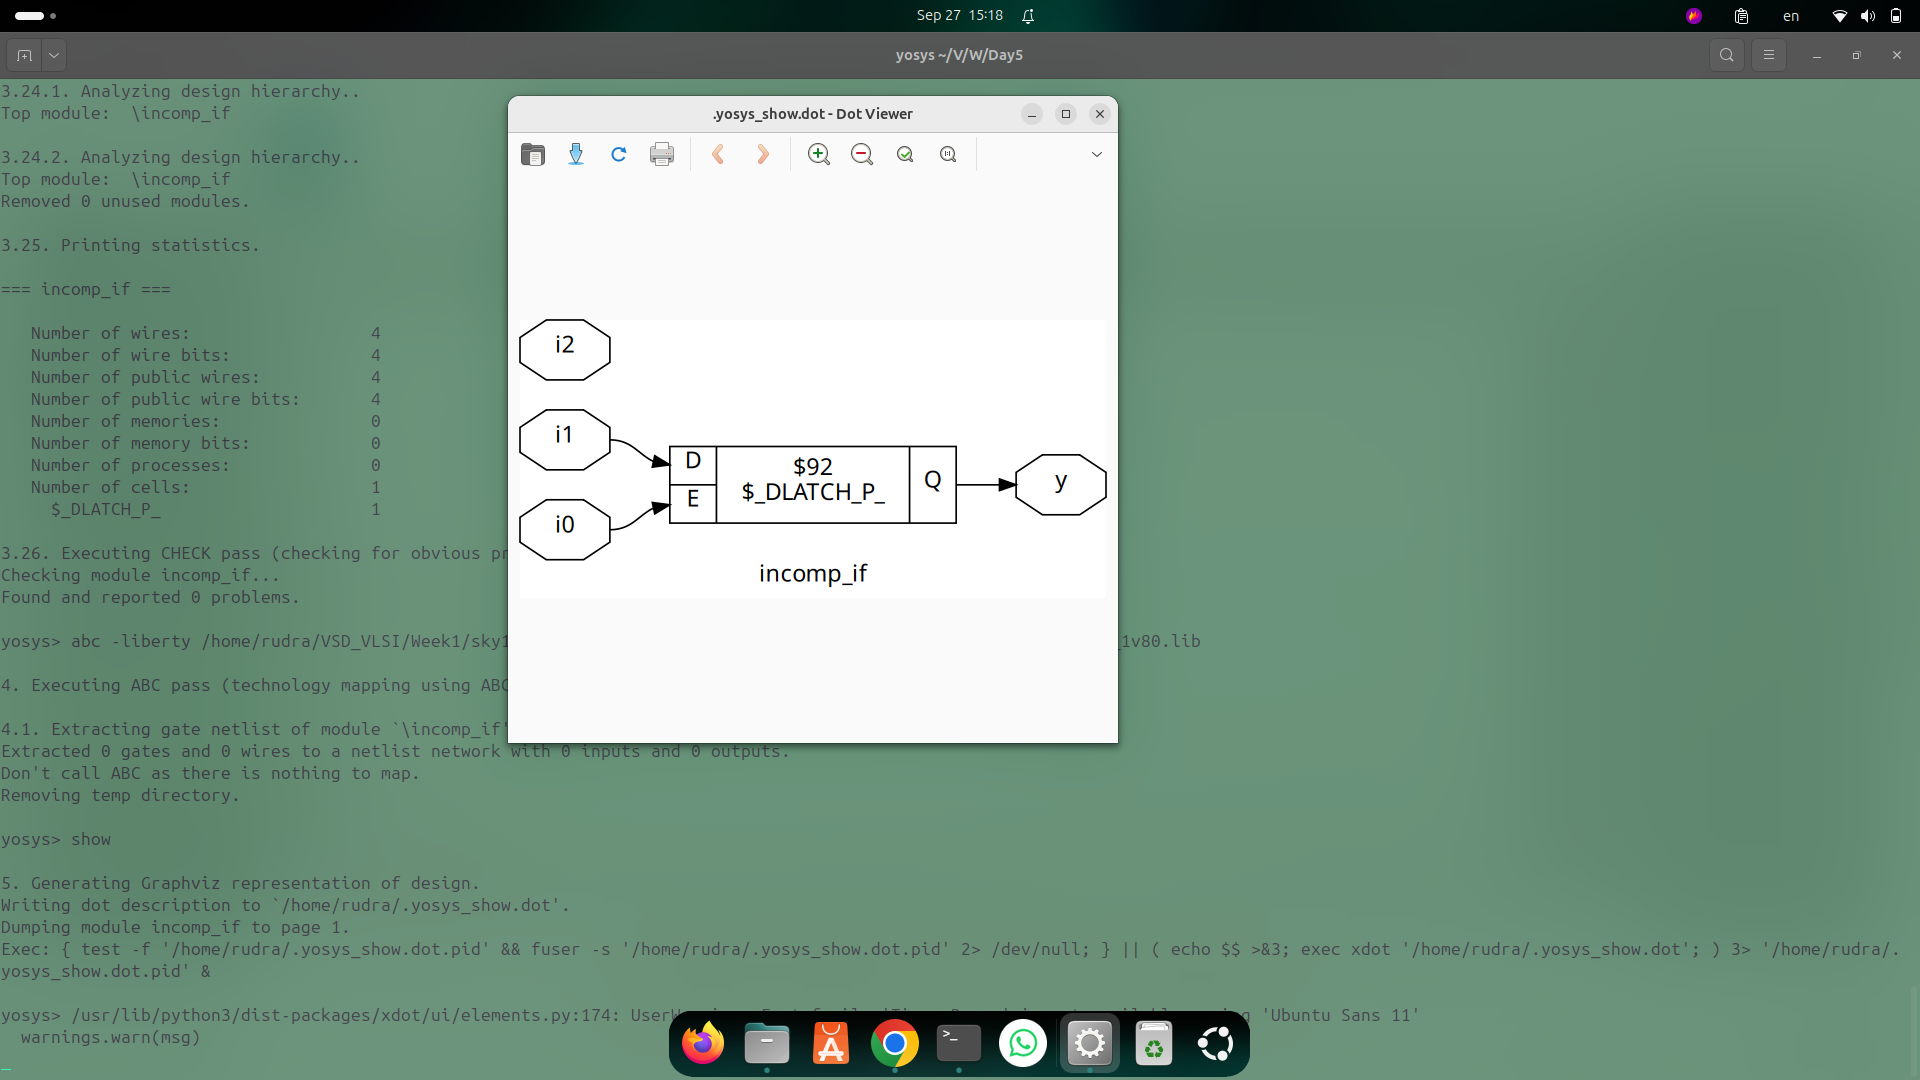 Sep 27 15:18
en
yosys ~/V/W/Day5
3.24.1. Analyzing design hierarchy..
Top module:  \incomp_if
3.24.2. Analyzing design hierarchy..
Top module:  \incomp_if
Removed 0 unused modules.
3.25. Printing statistics.
=== incomp_if ===
Number of wires: 4
Number of wire bits: 4
Number of public wires: 4
Number of public wire bits: 4
Number of memories: 0
Number of memory bits: 0
Number of processes: 0
Number of cells: 1
$_DLATCH_P_ 1
3.26. Executing CHECK pass (checking for obvious pr
Checking module incomp_if...
Found and reported 0 problems.
yosys> abc -liberty /home/rudra/VSD_VLSI/Week1/sky1
_1v80.lib
4. Executing ABC pass (technology mapping using ABC
4.1. Extracting gate netlist of module `\incomp_if'
Extracted 0 gates and 0 wires to a netlist network with 0 inputs and 0 outputs.
Don't call ABC as there is nothing to map.
Removing temp directory.
yosys> show
5. Generating Graphviz representation of design.
Writing dot description to `/home/rudra/.yosys_show.dot'.
Dumping module incomp_if to page 1.
Exec: { test -f '/home/rudra/.yosys_show.dot.pid' && fuser -s '/home/rudra/.yosys_show.dot.pid' 2> /dev/null; } || ( echo $$ >&3; exec xdot '/home/rudra/.yosys_show.dot'; ) 3> '/home/rudra/.
yosys_show.dot.pid' &
yosys> /usr/lib/python3/dist-packages/xdot/ui/elements.py:174: 'Ubuntu Sans 11'
warnings.warn(msg)
.yosys_show.dot - Dot Viewer
i2
i1
i0
D
E
$92
$_DLATCH_P_
Q
y
incomp_if